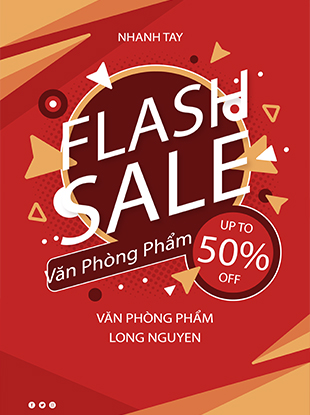 NHANH TAY
FLASH
SALE
Văn Phòng Phẩm
UP TO
50%
OFF
VĂN PHÒNG PHẨM
LONG NGUYEN